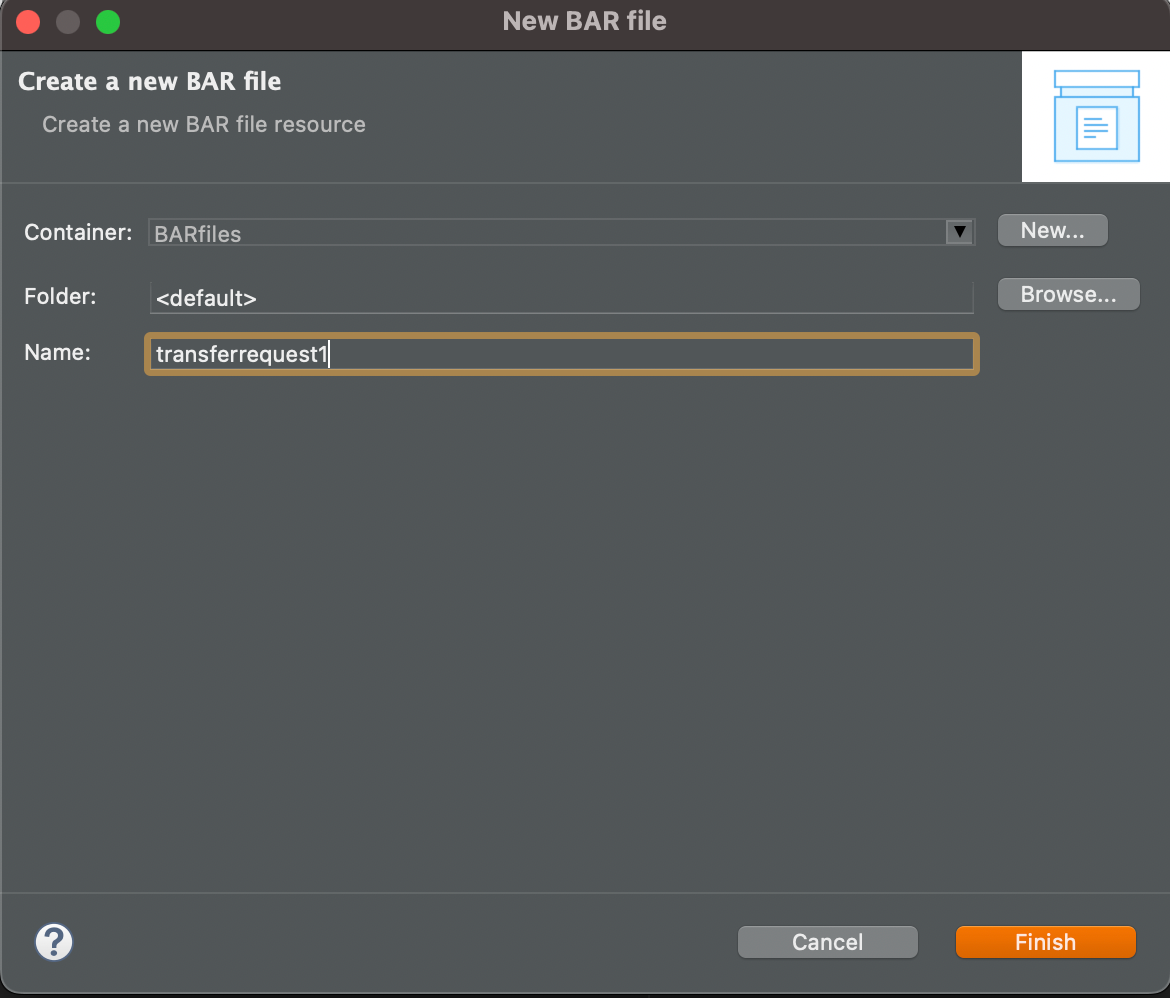 New BAR file
Create a new BAR file
Create a new BAR file resource
Container: BARfiles New...
Folder: <default> Browse...
Name: transferrequest1
? Cancel Finish